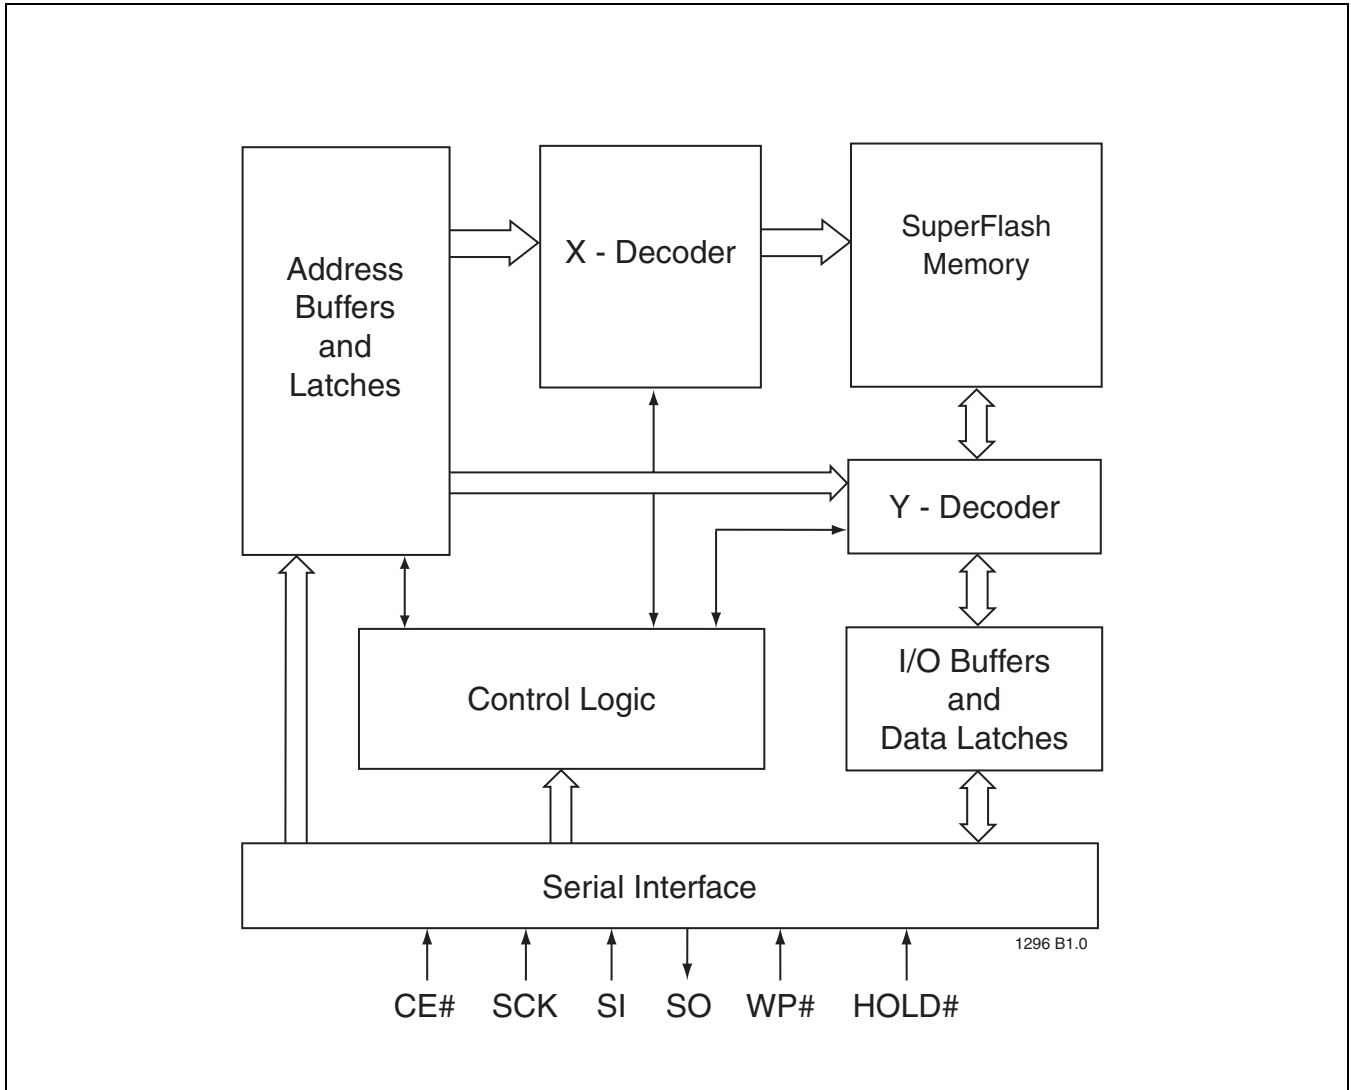 Address
Buffers
and
Latches
X - Decoder
SuperFlash
Memory
Y - Decoder
Control Logic
I/O Buffers
and
Data Latches
Serial Interface
1296 B1.0
CE# SCK SI SO WP# HOLD#